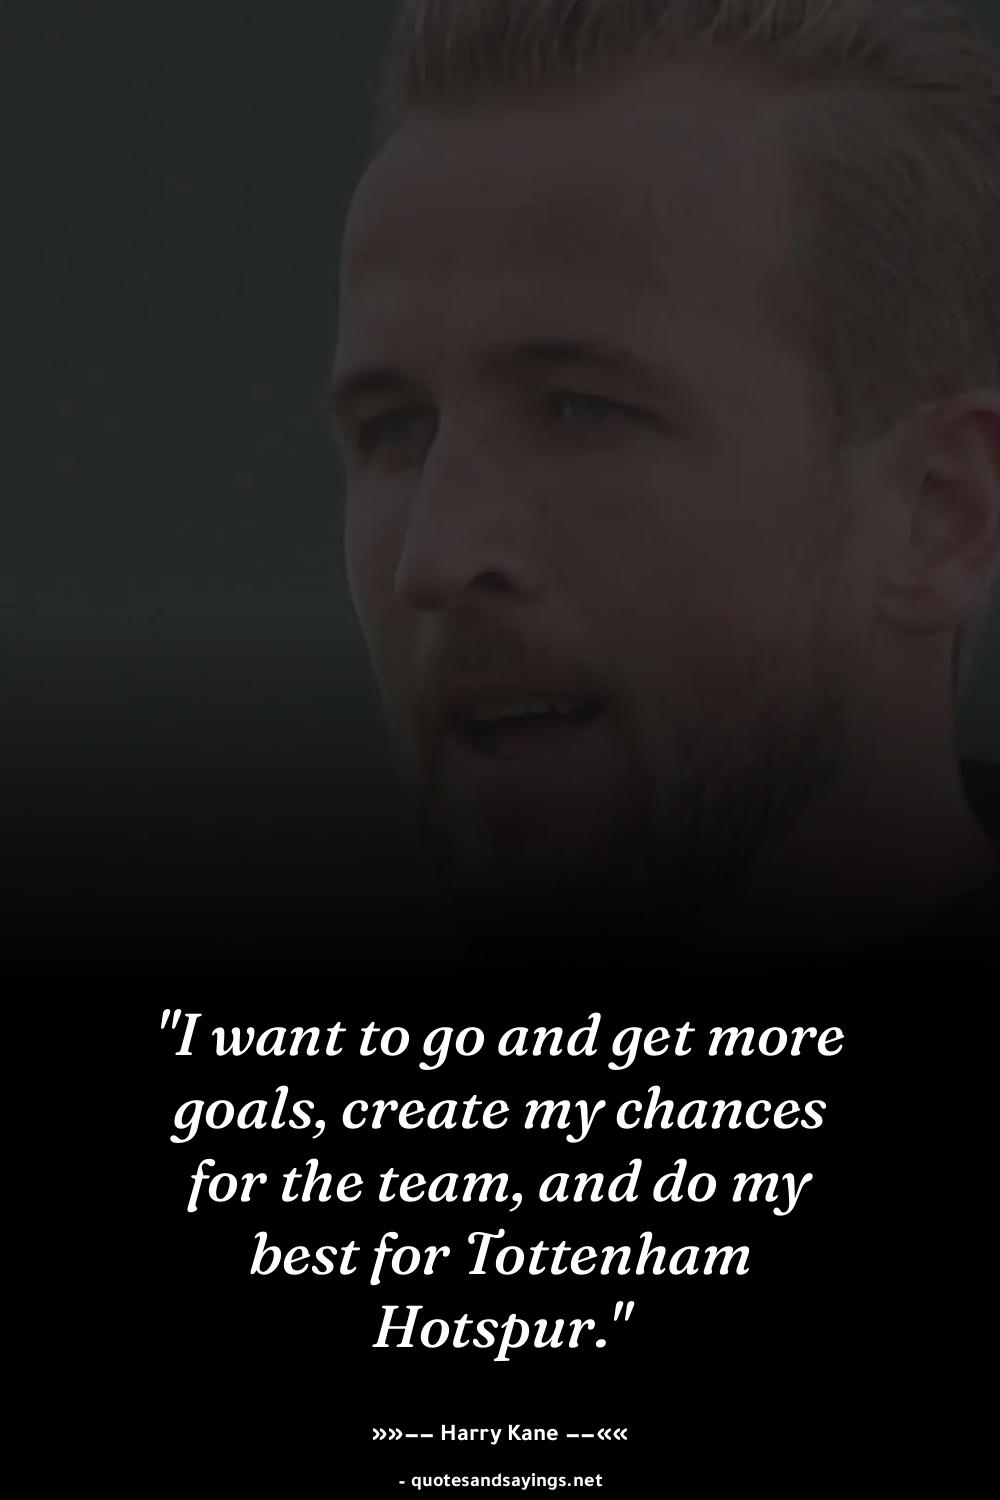 "I want to go and get more
goals, create my chances
for the team, and do my
best for Tottenham
Hotspur."
»»-- Harry Kane --««
- quotesandsayings.net